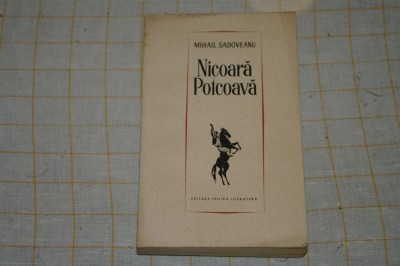 MIHAIL SADOVEANU
Nicoară
Potcoavă
EDITURA PENTRU LITERATURĂ